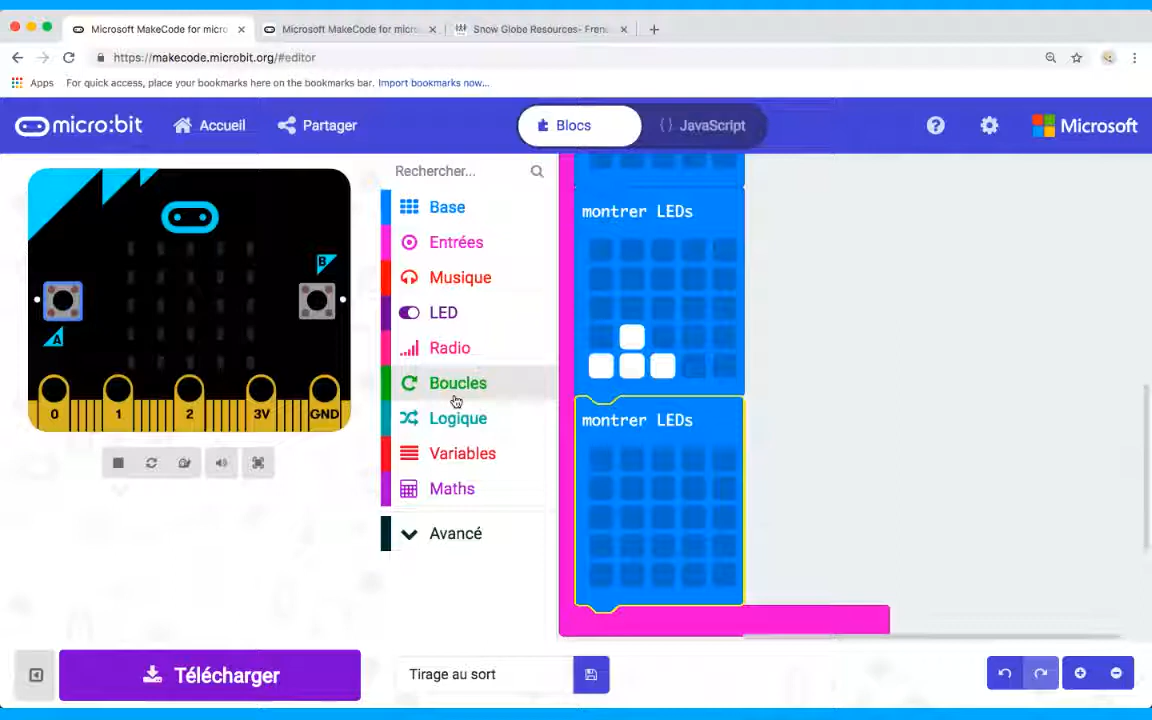 Microsoft MakeCode for micro
Microsoft MakeCode for micro
Snow Globe Resources- Fren
https://makecode.microbit.org/#editor
Apps
For quick access, place your bookmarks here on the bookmarks bar. Import bookmarks now...
micro:bit
Accueil
Partager
Blocs
{ } JavaScript
?
Microsoft
Rechercher...
Base
Entrées
Musique
LED
Radio
Boucles
Logique
Variables
Maths
Avancé
A
B
0
1
2
3V
GND
montrer LEDs
montrer LEDs
Télécharger
Tirage au sort